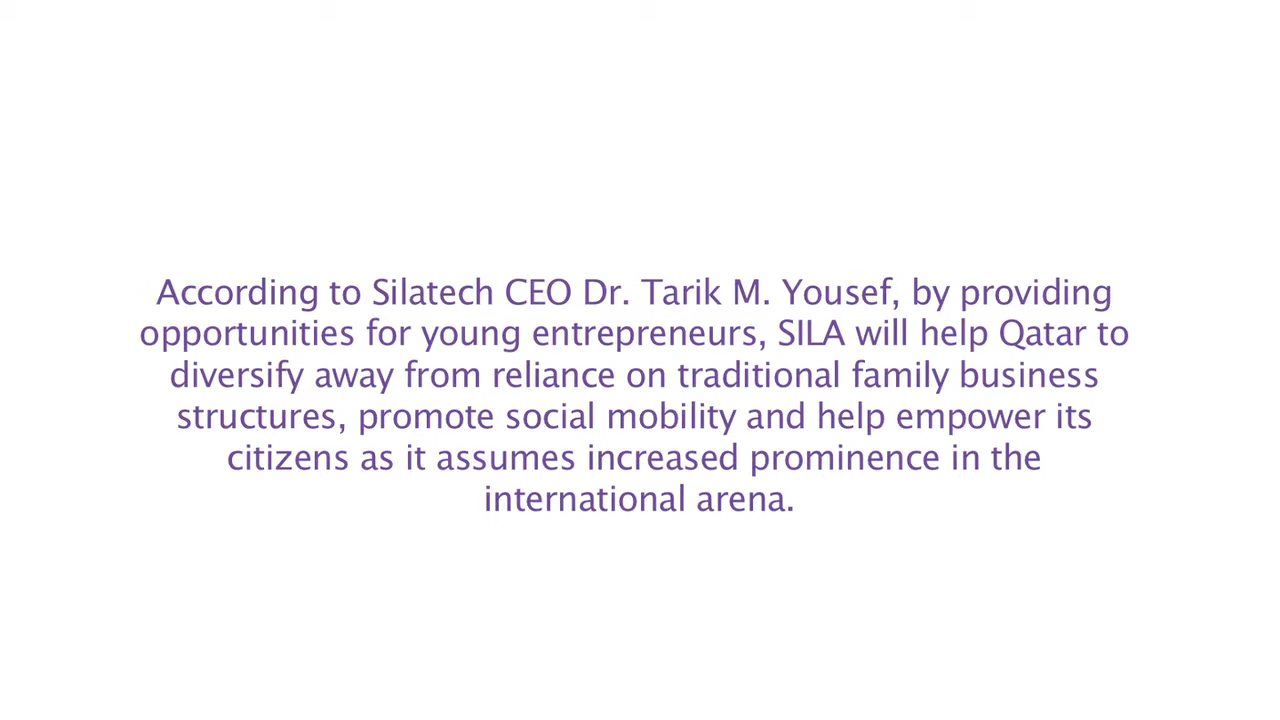 According to Silatech CEO Dr. Tarik M. Yousef, by providing
opportunities for young entrepreneurs, SILA will help Qatar to
diversify away from reliance on traditional family business
structures, promote social mobility and help empower its
citizens as it assumes increased prominence in the
international arena.